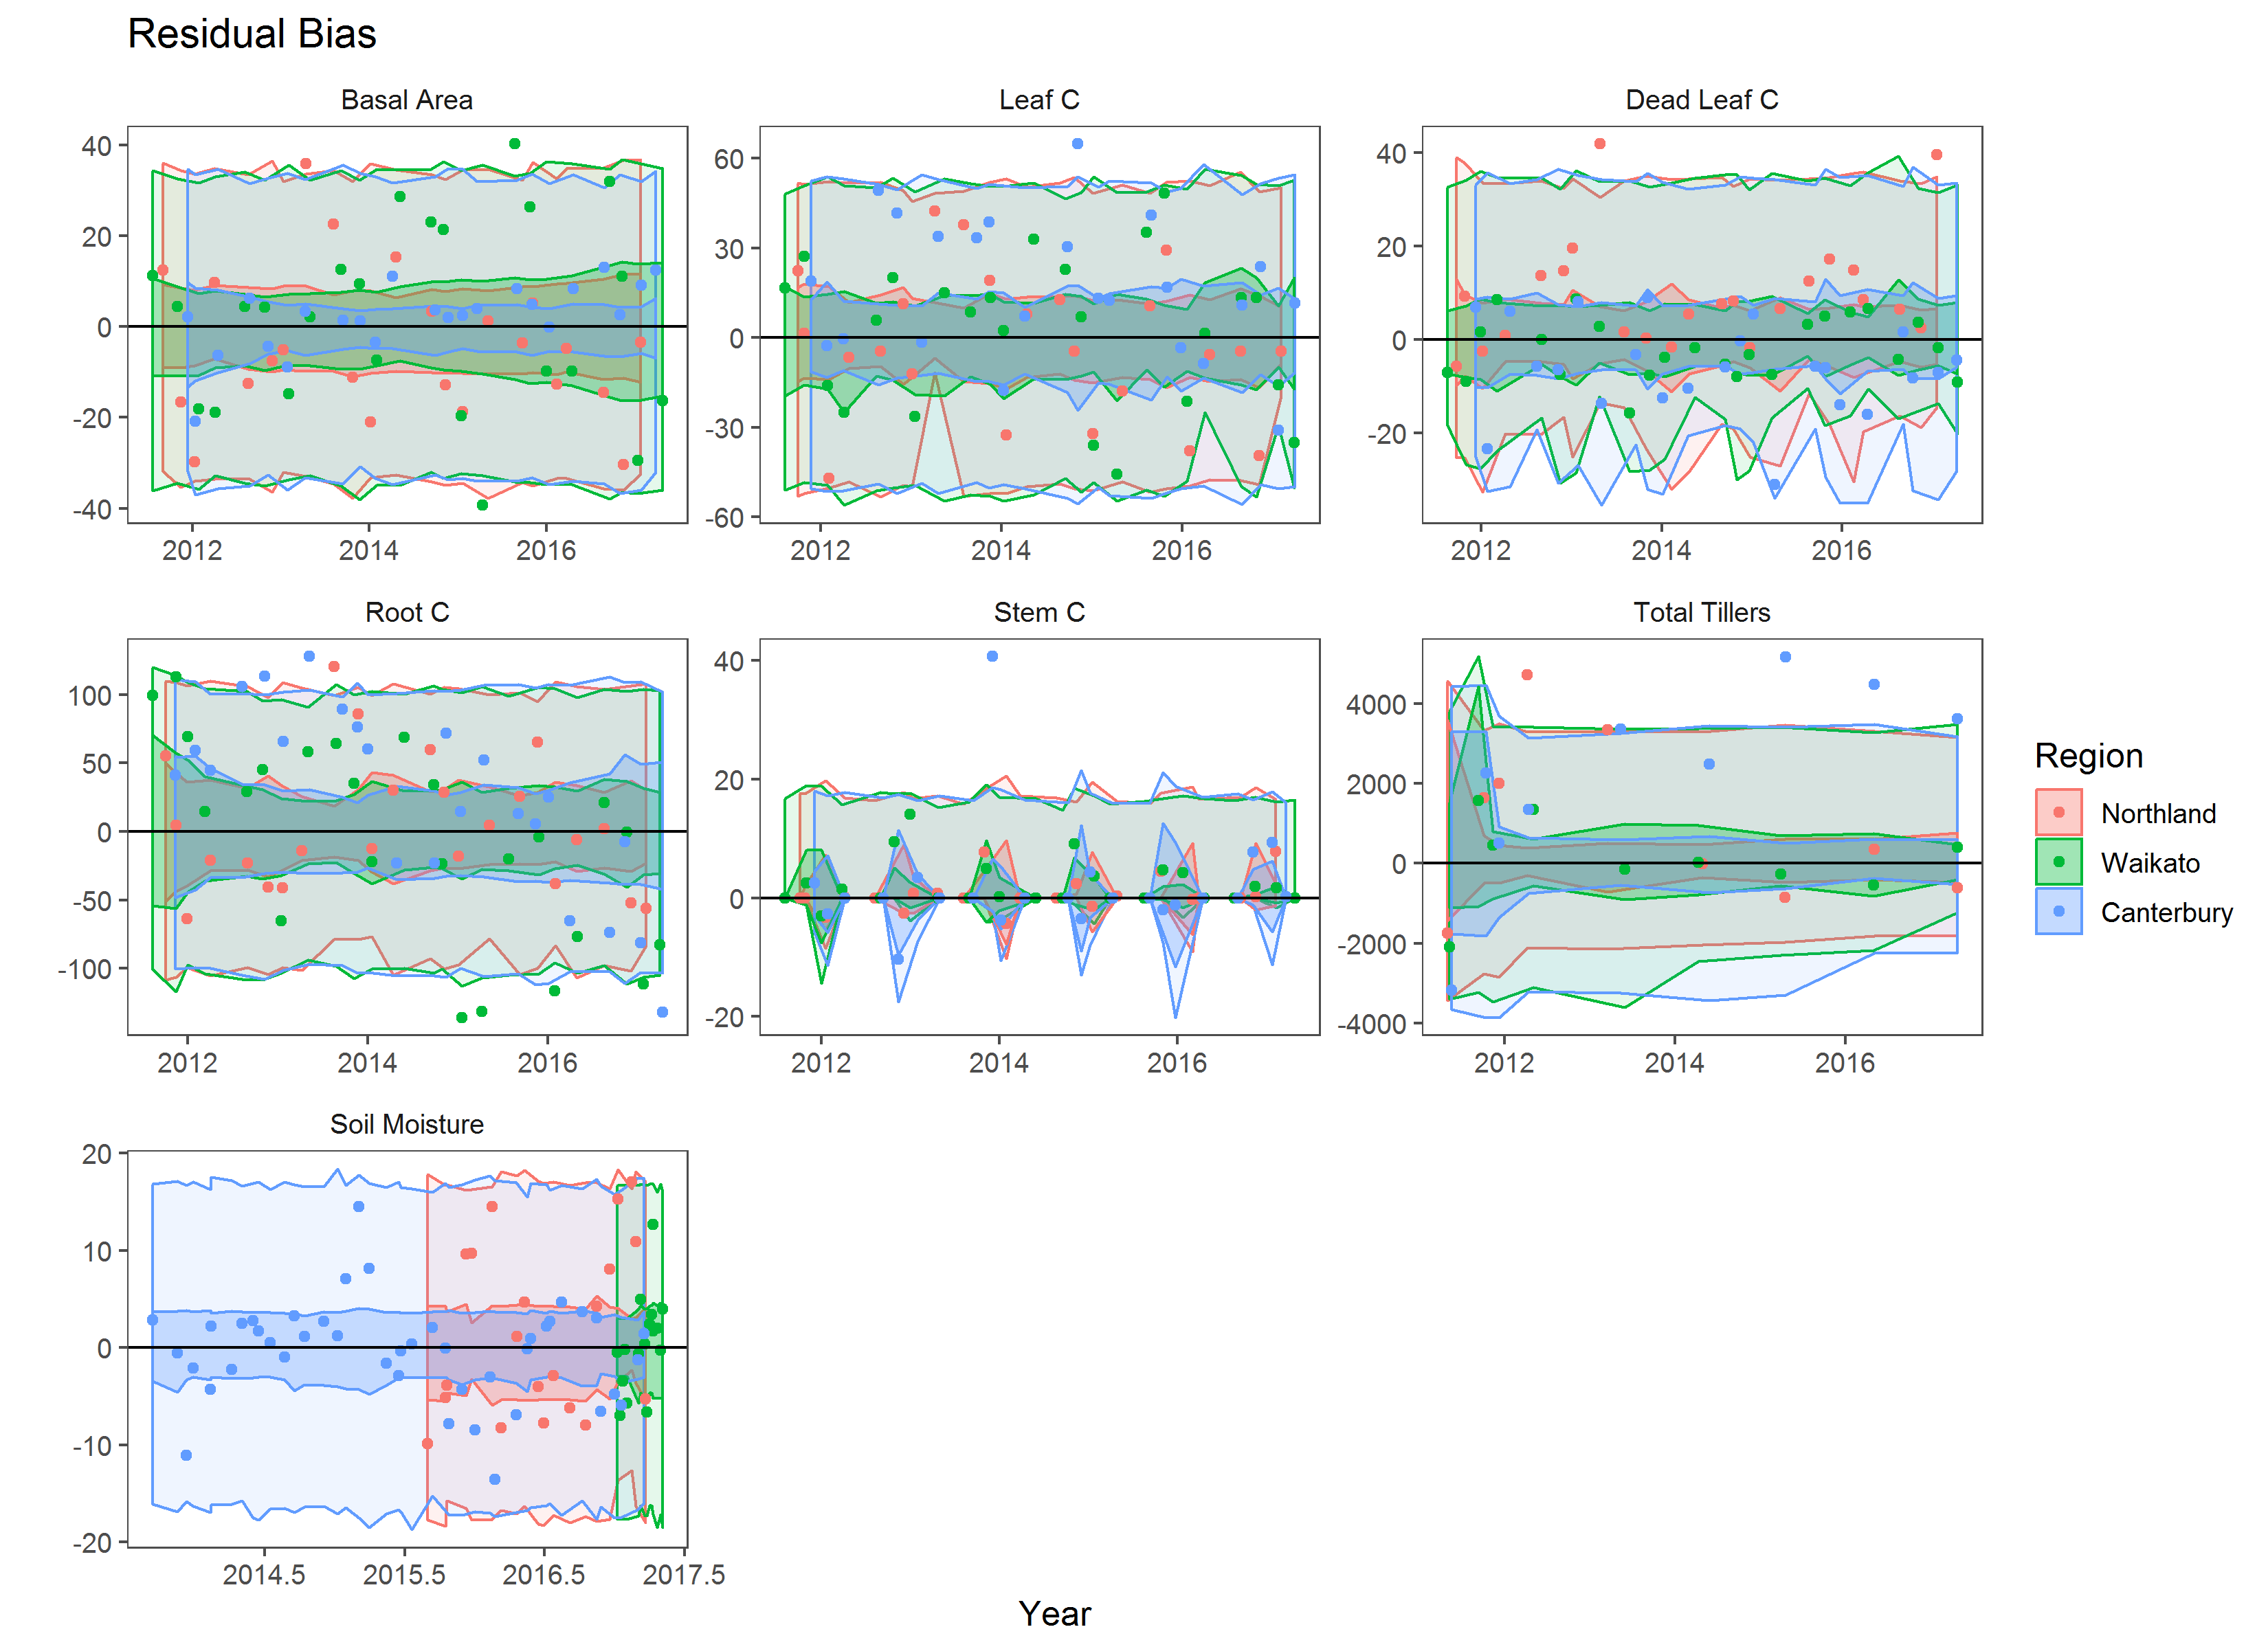 Residual Bias
Basal Area
Leaf C
Dead Leaf C
40
20
0
-20
-40
2012 2014 2016
60
30
0
-30
-60
2012 2014 2016
40
20
0
-20
2012 2014 2016
Root C
Stem C
Total Tillers
100
50
0
-50
-100
2012 2014 2016
40
20
0
-20
2012 2014 2016
4000
2000
0
-2000
-4000
2012 2014 2016
Region
Northland
Waikato
Canterbury
Soil Moisture
20
10
0
-10
-20
2014.5 2015.5 2016.5 2017.5
Year